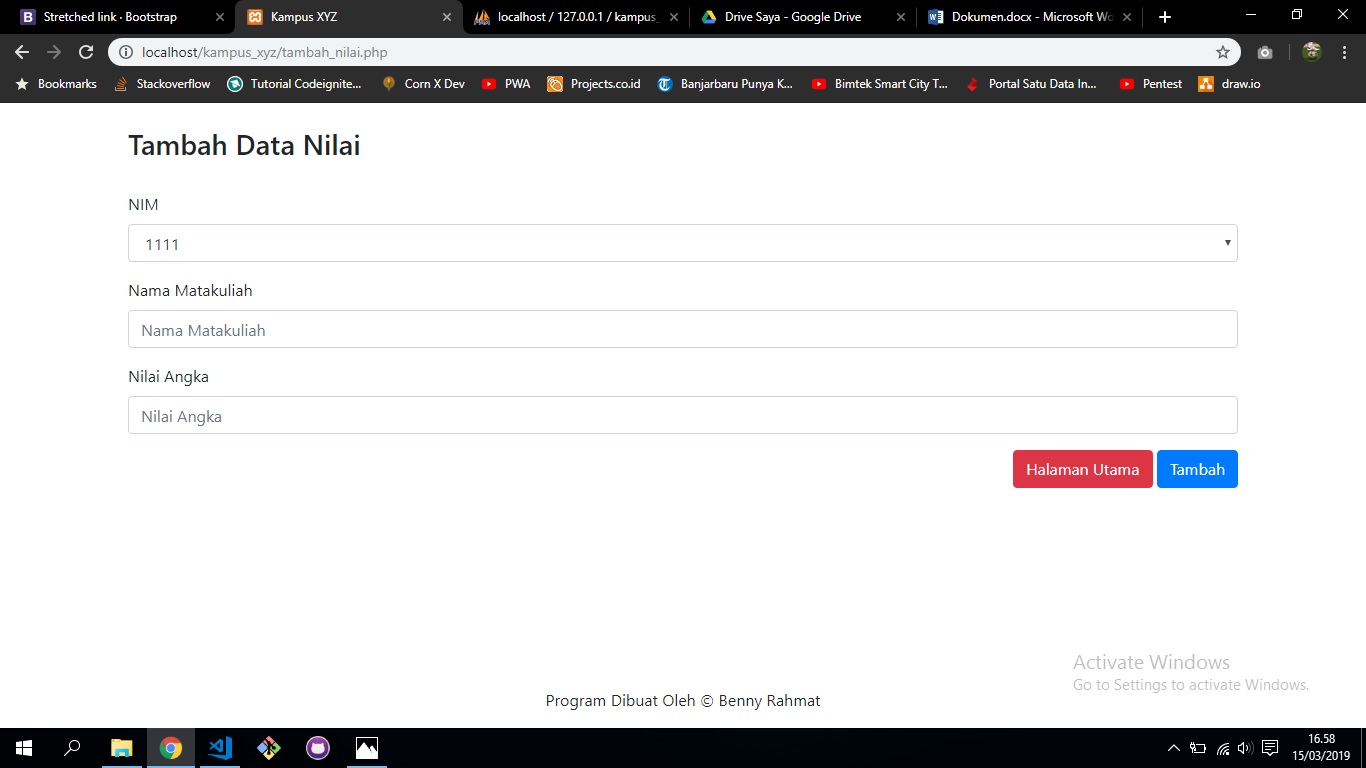 Stretched link · Bootstrap
Kampus XYZ
localhost / 127.0.0.1 / kampus_
Drive Saya - Google Drive
Dokumen.docx - Microsoft Wo
localhost/kampus_xyz/tambah_nilai.php
Bookmarks
Stackoverflow
Tutorial Codeignite...
Corn X Dev
PWA
Projects.co.id
Banjarbaru Punya K...
Bimtek Smart City T...
Portal Satu Data In...
Pentest
draw.io
Tambah Data Nilai
NIM
1111
Nama Matakuliah
Nama Matakuliah
Nilai Angka
Nilai Angka
Halaman Utama
Tambah
Activate Windows
Go to Settings to activate Windows.
Program Dibuat Oleh © Benny Rahmat
16.58
15/03/2019